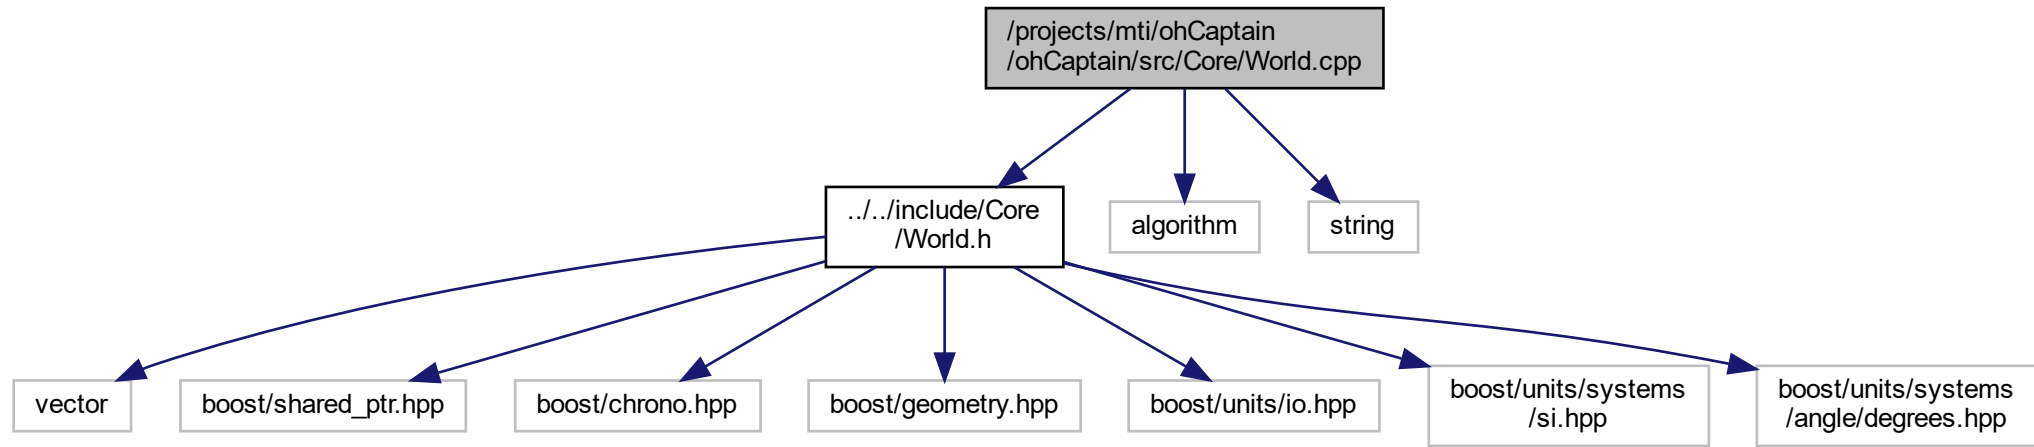 /projects/mti/ohCaptain
/ohCaptain/src/Core/World.cpp
../../include/Core
/World.h
algorithm
string
vector
boost/shared_ptr.hpp
boost/chrono.hpp
boost/geometry.hpp
boost/units/io.hpp
boost/units/systems
/si.hpp
boost/units/systems
/angle/degrees.hpp